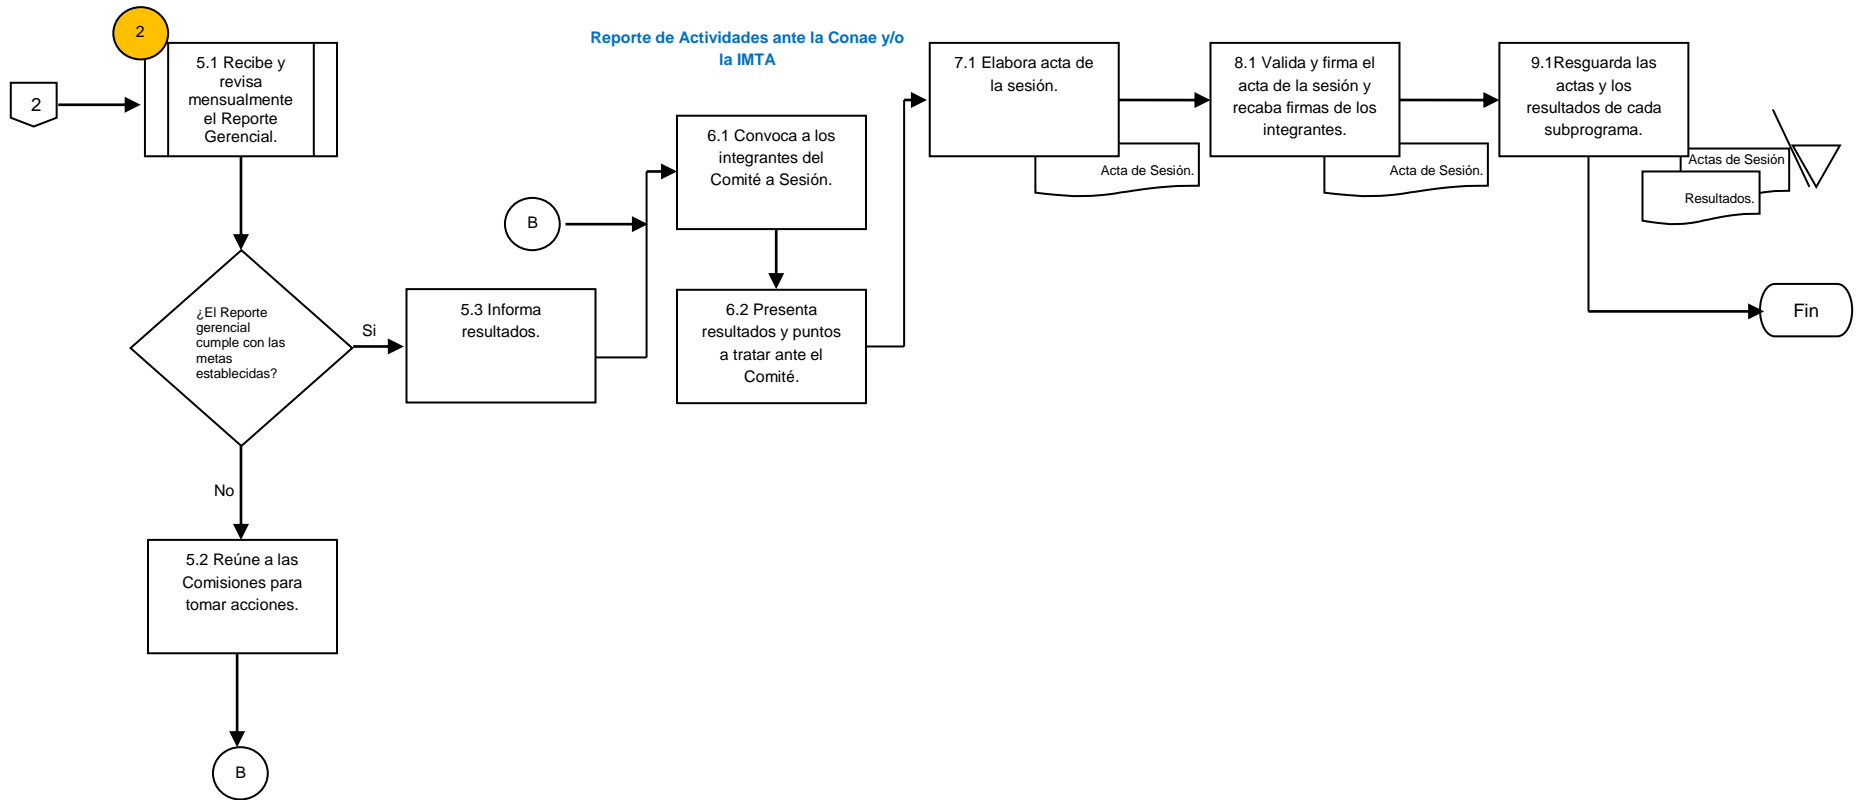 2
2
5.1 Recibe y
revisa
mensualmente
el Reporte
Gerencial.
¿El Reporte
gerencial
cumple con las
metas
establecidas?
Si
No
5.2 Reúne a las
Comisiones para
tomar acciones.
B
5.3 Informa
resultados.
Reporte de Actividades ante la Conae y/o
la IMTA
B
6.1 Convoca a los
integrantes del
Comité a Sesión.
6.2 Presenta
resultados y puntos
a tratar ante el
Comité.
7.1 Elabora acta de
la sesión.
Acta de Sesión.
8.1 Valida y firma el
acta de la sesión y
recaba firmas de los
integrantes.
Acta de Sesión.
9.1Resguarda las
actas y los
resultados de cada
subprograma.
Actas de Sesión
Resultados.
Fin